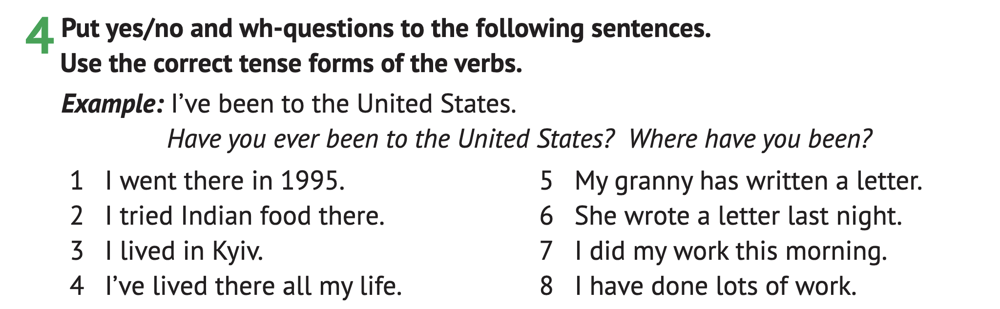 4 Put yes/no and wh-questions to the following sentences.
Use the correct tense forms of the verbs.
Example: I’ve been to the United States.
Have you ever been to the United States? Where have you been?
1 I went there in 1995.
2 I tried Indian food there.
3 I lived in Kyiv.
4 I’ve lived there all my life.
5 My granny has written a letter.
6 She wrote a letter last night.
7 I did my work this morning.
8 I have done lots of work.